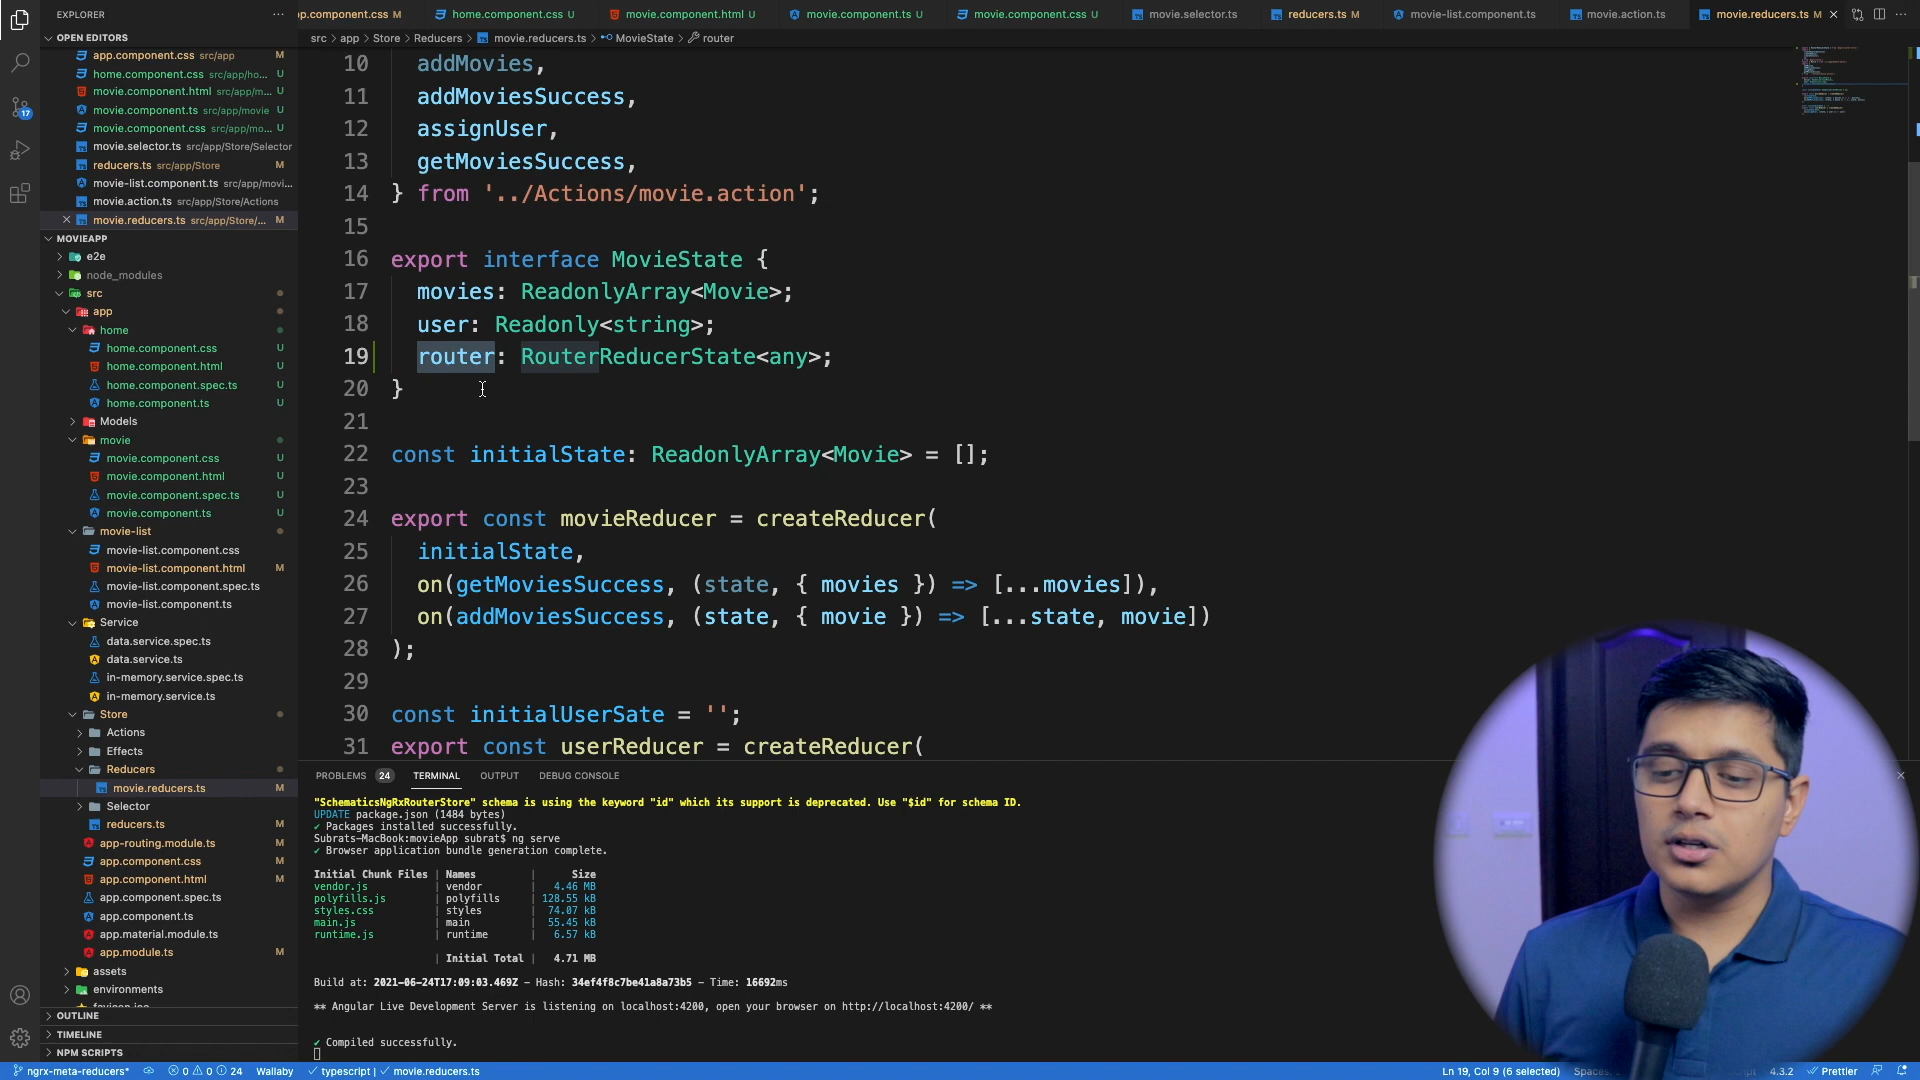 EXPLORER
OPEN EDITORS
app.component.css src/app M
home.component.css src/app/ho... U
movie.component.html src/app/m... U
movie.component.ts src/app/movie U
movie.component.css src/app/mo... U
movie.selector.ts src/app/Store/Selector
reducers.ts src/app/Store M
movie-list.component.ts src/app/movi...
movie.action.ts src/app/Store/Actions
movie.reducers.ts src/app/Store/... M
MOVIEAPP
e2e
node_modules
src
app
home
home.component.css U
home.component.html U
home.component.spec.ts U
home.component.ts U
Models
movie
movie.component.css U
movie.component.html U
movie.component.spec.ts U
movie.component.ts U
movie-list
movie-list.component.css
movie-list.component.html M
movie-list.component.spec.ts
movie-list.component.ts
Service
data.service.spec.ts
data.service.ts
in-memory.service.spec.ts
in-memory.service.ts
Store
Actions
Effects
Reducers
movie.reducers.ts M
Selector
reducers.ts M
app-routing.module.ts M
app.component.css M
app.component.html M
app.component.spec.ts
app.component.ts
app.material.module.ts
app.module.ts M
assets
environments
OUTLINE
TIMELINE
NPM SCRIPTS
17
pp.component.css M home.component.css U movie.component.html U movie.component.ts U movie.component.css U movie.selector.ts reducers.ts M movie-list.component.ts movie.action.ts movie.reducers.ts M
src > app > Store > Reducers > movie.reducers.ts > MovieState > router
10 addMovies,
11 addMoviesSuccess,
12 assignUser,
13 getMoviesSuccess,
14 } from '../Actions/movie.action';
15
16 export interface MovieState {
17 movies: ReadonlyArray<Movie>;
18 user: Readonly<string>;
19 router: RouterReducerState<any>;
20 }
21
22 const initialState: ReadonlyArray<Movie> = [];
23
24 export const movieReducer = createReducer(
25 initialState,
26 on(getMoviesSuccess, (state, { movies }) => [...movies]),
27 on(addMoviesSuccess, (state, { movie }) => [...state, movie])
28 );
29
30 const initialUserSate = '';
31 export const userReducer = createReducer(
PROBLEMS 24 TERMINAL OUTPUT DEBUG CONSOLE
"SchematicsNgRxRouterStore" schema is using the keyword "id" which its support is deprecated. Use "$id" for schema ID.
UPDATE package.json (1484 bytes)
✔ Packages installed successfully.
Subrats-MacBook:movieApp subrat$ ng serve
✔ Browser application bundle generation complete.
Initial Chunk Files | Names | Size
vendor.js | vendor | 4.46 MB
polyfills.js | polyfills | 128.55 kB
styles.css | styles | 74.07 kB
main.js | main | 55.45 kB
runtime.js | runtime | 6.57 kB
| Initial Total | 4.71 MB
Build at: 2021-06-24T17:09:03.469Z - Hash: 34ef4f8c7be41a8a73b5 - Time: 16692ms
** Angular Live Development Server is listening on localhost:4200, open your browser on http://localhost:4200/ **
✔ Compiled successfully.
ngrx-meta-reducers* 0 0 24 Wallaby typescript | movie.reducers.ts Ln 19, Col 9 (6 selected) 4.3.2 Prettier